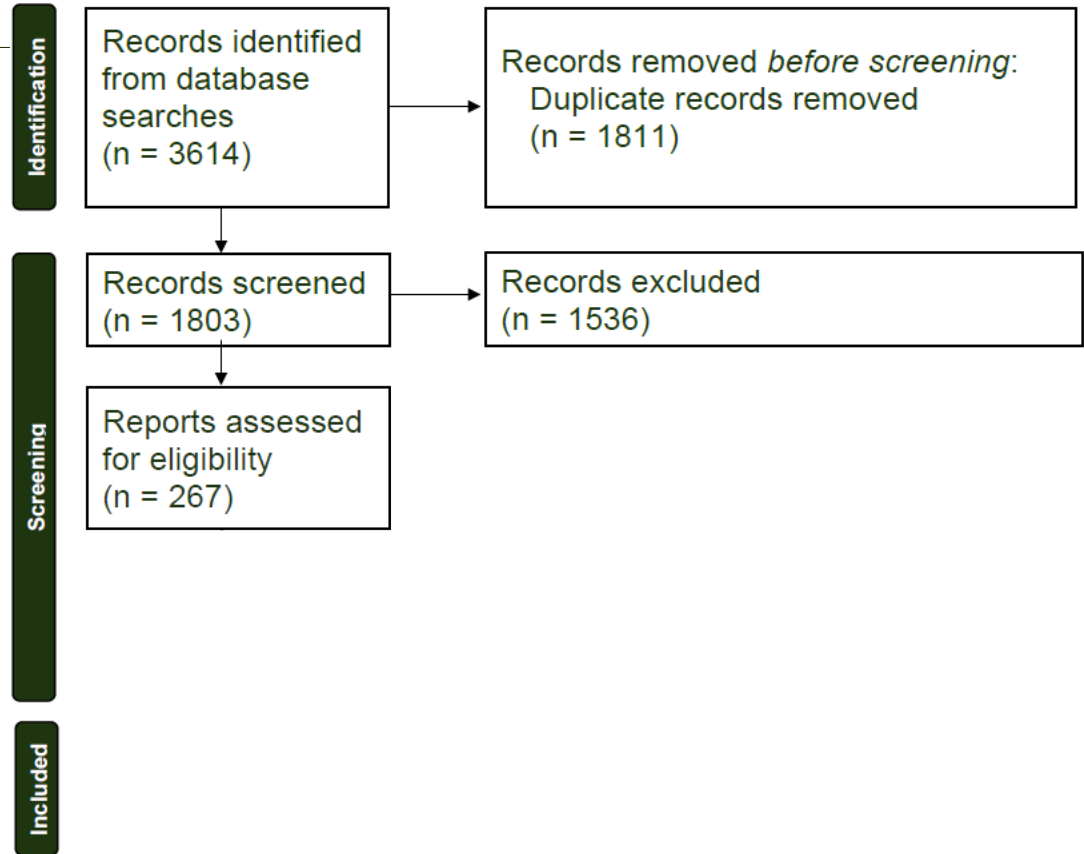 Identification
Records identified
from database
searches
(n = 3614)
Records removed before screening:
Duplicate records removed
(n = 1811)
Screening
Records screened
(n = 1803)
Records excluded
(n = 1536)
Reports assessed
for eligibility
(n = 267)
Included